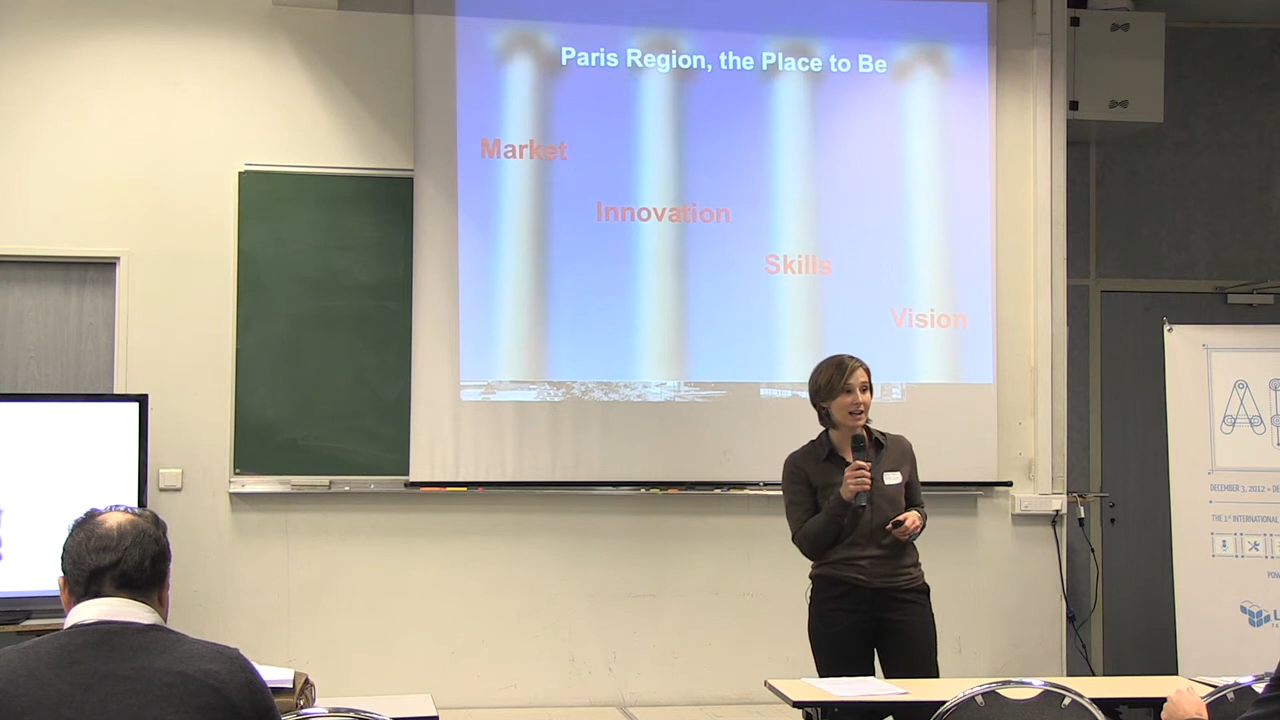 Paris Region, the Place to Be
Market
Innovation
Skills
Vision
DECEMBER 3, 2012
THE 1ST INTERNATIONAL